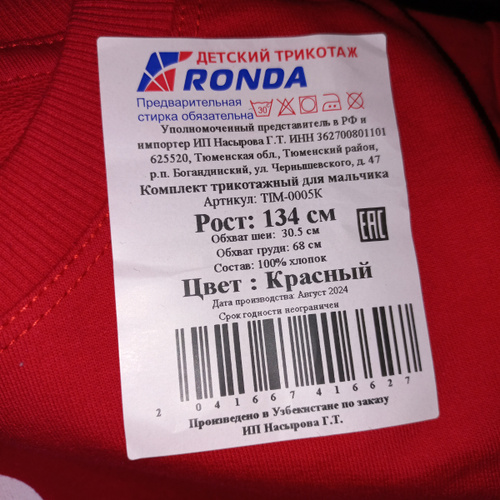 ДЕТСКИЙ ТРИКОТАЖ
RONDA
Предварительная
стирка обязательна 30
Уполномоченный представитель в РФ и
импортер ИП Насырова Г.Т. ИНН 362700801101
625520, Тюменская обл., Тюменский район,
р.п. Богандинский, ул. Чернышевского, д. 47
Комплект трикотажный для мальчика
Артикул: TIM-0005K
Рост: 134 см
Обхват шеи: 30.5 см
Обхват груди: 68 см
Состав: 100% хлопок
EAC
Цвет : Красный
Дата производства: Август 2024
Срок годности неограничен
2 041667 416627
Произведено в Узбекистане по заказу
ИП Насырова Г.Т.